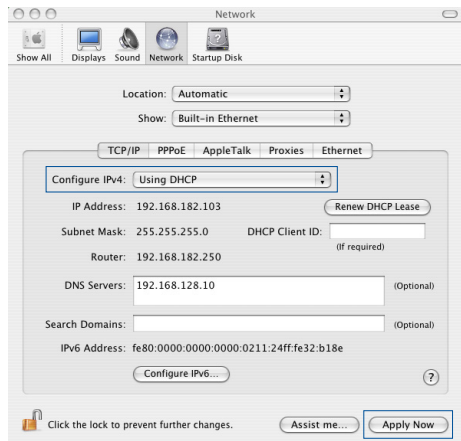 Network
Show All Displays Sound Network Startup Disk
Location: Automatic
Show: Built-in Ethernet
TCP/IP PPPoE AppleTalk Proxies Ethernet
Configure IPv4: Using DHCP
IP Address: 192.168.182.103 Renew DHCP Lease
Subnet Mask: 255.255.255.0 DHCP Client ID:
(If required)
Router: 192.168.182.250
DNS Servers: 192.168.128.10 (Optional)
Search Domains: (Optional)
IPv6 Address: fe80:0000:0000:0000:0211:24ff:fe32:b18e
Configure IPv6... ?
Click the lock to prevent further changes. Assist me... Apply Now